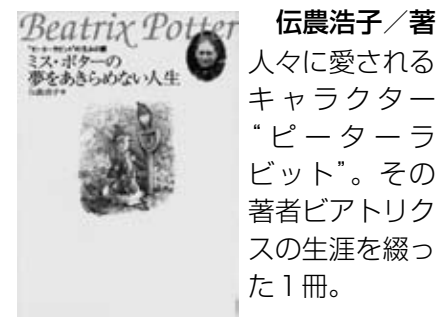 Beatrix Potter
"ピーターラビット"の生みの親
ミス・ポターの
夢をあきらめない人生
伝農浩子 著
伝農浩子／著
人々に愛される
キャラクター
“ピーターラ
ビット”。その
著者ビアトリク
スの生涯を綴っ
た１冊。